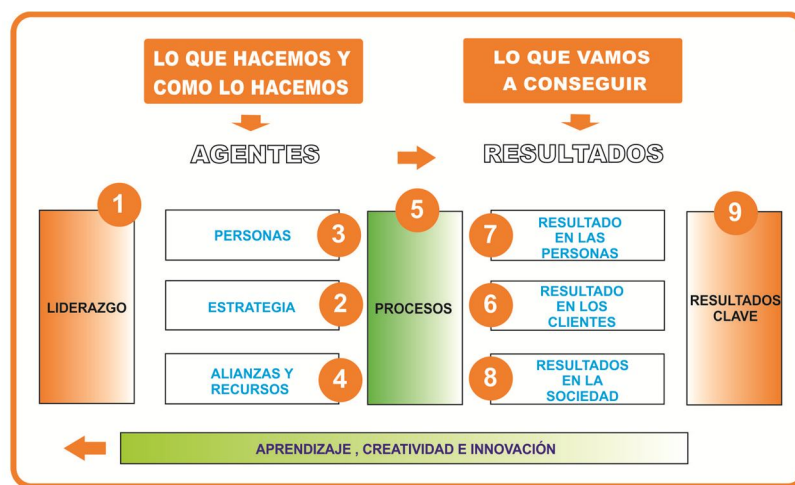 LO QUE HACEMOS Y
COMO LO HACEMOS
LO QUE VAMOS
A CONSEGUIR
AGENTES
RESULTADOS
1
LIDERAZGO
PERSONAS
3
ESTRATEGIA
2
ALIANZAS Y
RECURSOS
4
5
PROCESOS
7
RESULTADO
EN LAS
PERSONAS
6
RESULTADO
EN LOS
CLIENTES
8
RESULTADOS
EN LA
SOCIEDAD
9
RESULTADOS
CLAVE
APRENDIZAJE , CREATIVIDAD E INNOVACIÓN